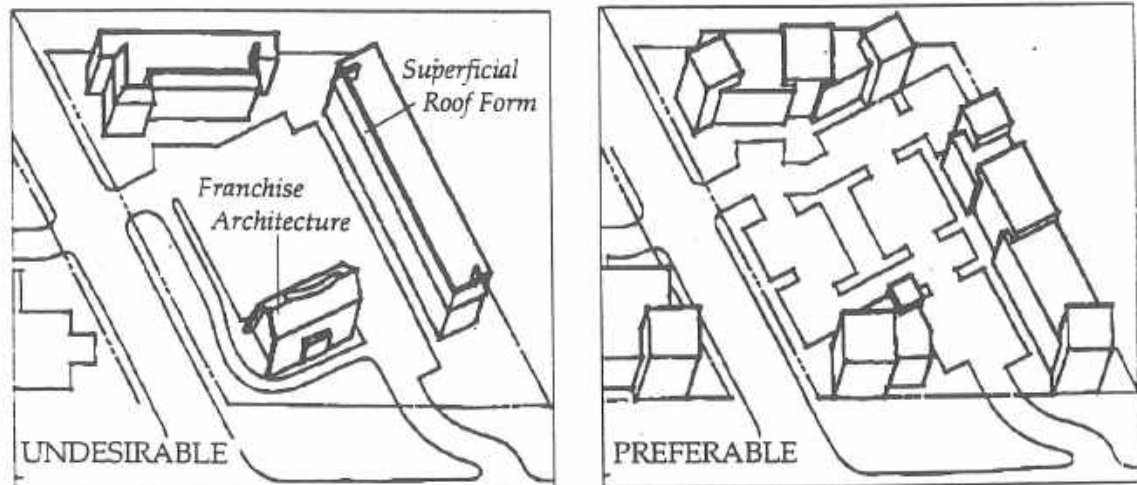 Superficial
Roof Form
Franchise
Architecture
UNDESIRABLE
PREFERABLE